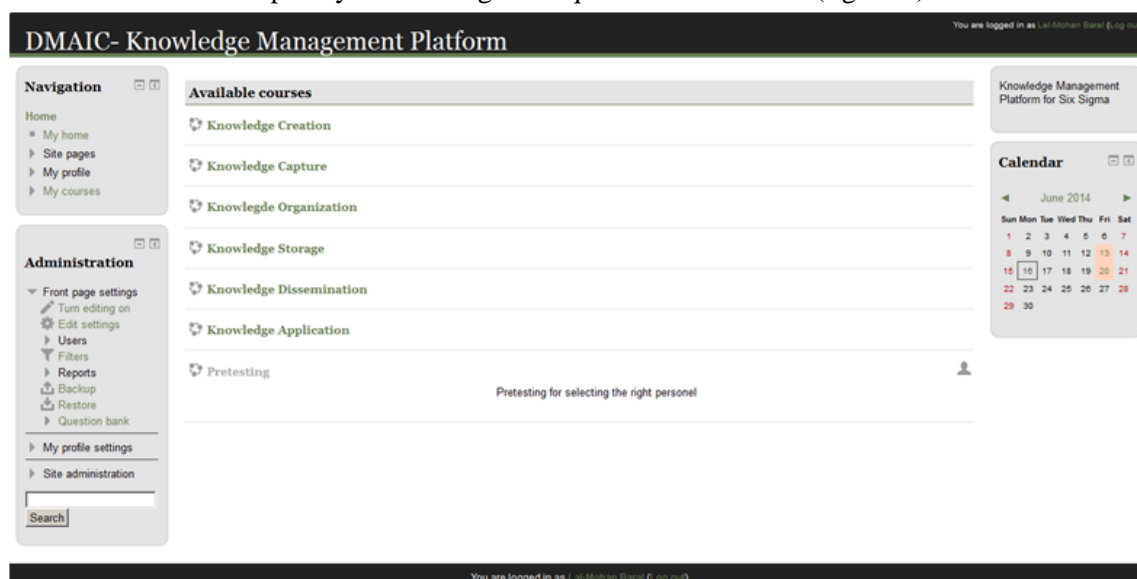 You are logged in as Lal-Mohan Baral (Log out
DMAIC- Knowledge Management Platform
Navigation
Home
My home
Site pages
My profile
My courses
Administration
Front page settings
Turn editing on
Edit settings
Users
Filters
Reports
Backup
Restore
Question bank
My profile settings
Site administration
Search
Available courses
Knowledge Creation
Knowledge Capture
Knowlegde Organization
Knowledge Storage
Knowledge Dissemination
Knowledge Application
Pretesting
Pretesting for selecting the right personel
Knowledge Management
Platform for Six Sigma
Calendar
June 2014
Sun Mon Tue Wed Thu Fri Sat
1 2 3 4 5 6 7
8 9 10 11 12 13 14
15 16 17 18 19 20 21
22 23 24 25 26 27 28
29 30
You are logged in as Lal-Mohan Baral (Log out)